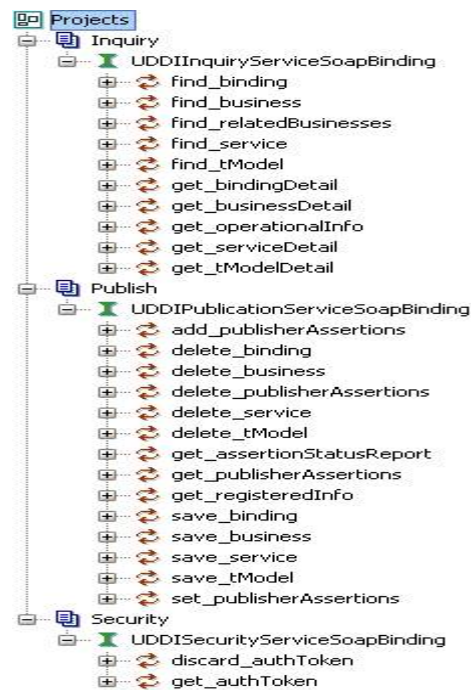 Projects
Inquiry
UDDIInquiryServiceSoapBinding
find_binding
find_business
find_relatedBusinesses
find_service
find_tModel
get_bindingDetail
get_businessDetail
get_operationalInfo
get_serviceDetail
get_tModelDetail
Publish
UDDIPublicationServiceSoapBinding
add_publisherAssertions
delete_binding
delete_business
delete_publisherAssertions
delete_service
delete_tModel
get_assertionStatusReport
get_publisherAssertions
get_registeredInfo
save_binding
save_business
save_service
save_tModel
set_publisherAssertions
Security
UDDISecurityServiceSoapBinding
discard_authToken
get_authToken